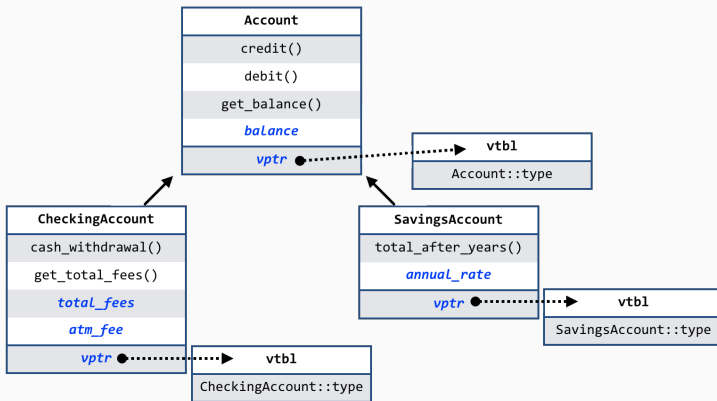 Account
credit()
debit()
get_balance()
balance
vptr
vtbl
Account::type
CheckingAccount
cash_withdrawal()
get_total_fees()
total_fees
atm_fee
vptr
vtbl
CheckingAccount::type
SavingsAccount
total_after_years()
annual_rate
vptr
vtbl
SavingsAccount::type